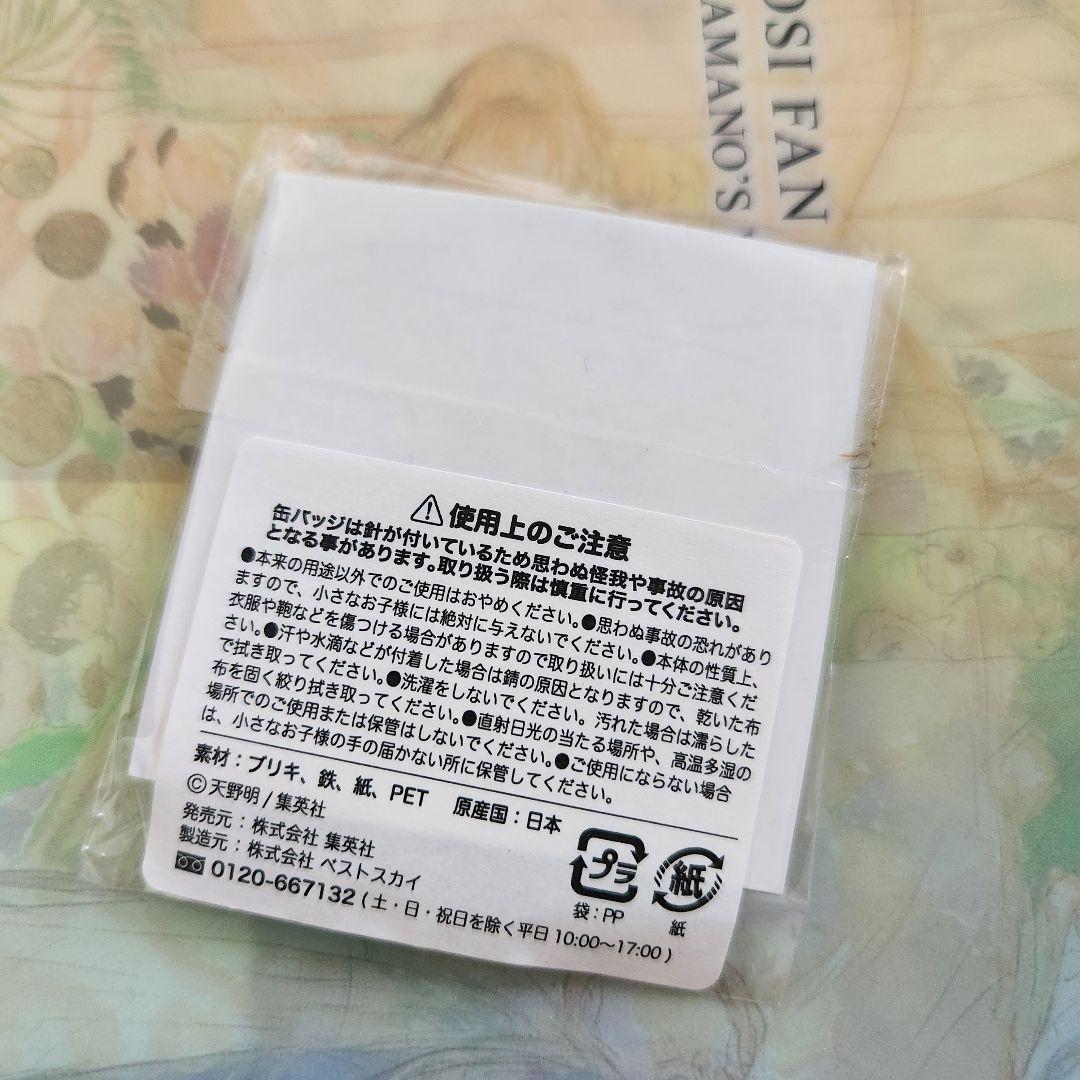 OSI FAN
AMANO'S
⚠使用上のご注意
缶バッジは針が付いているため思わぬ怪我や事故の原因
となる事があります。取り扱う際は慎重に行ってください。
●本来の用途以外でのご使用はおやめください。●思わぬ事故の恐れがあり
ますので、小さなお子様には絶対に与えないでください。●本体の性質上、
衣服や鞄などを傷つける場合がありますので取り扱いには十分ご注意くだ
さい。●汗や水滴などが付着した場合は錆の原因となりますので、乾いた布
で拭き取ってください。●洗濯をしないでください。汚れた場合は濡らした
布を固く絞り拭き取ってください。●直射日光の当たる場所や、高温多湿の
場所でのご使用または保管はしないでください。●ご使用にならない場合
は、小さなお子様の手の届かない所に保管してください。
素材：ブリキ、鉄、紙、PET 原産国：日本
Ⓒ天野明/集英社
発売元：株式会社 集英社
製造元：株式会社 ベストスカイ
0120-667132 (土・日・祝日を除く平日 10:00～17:00)
プラ
袋：PP
紙
紙